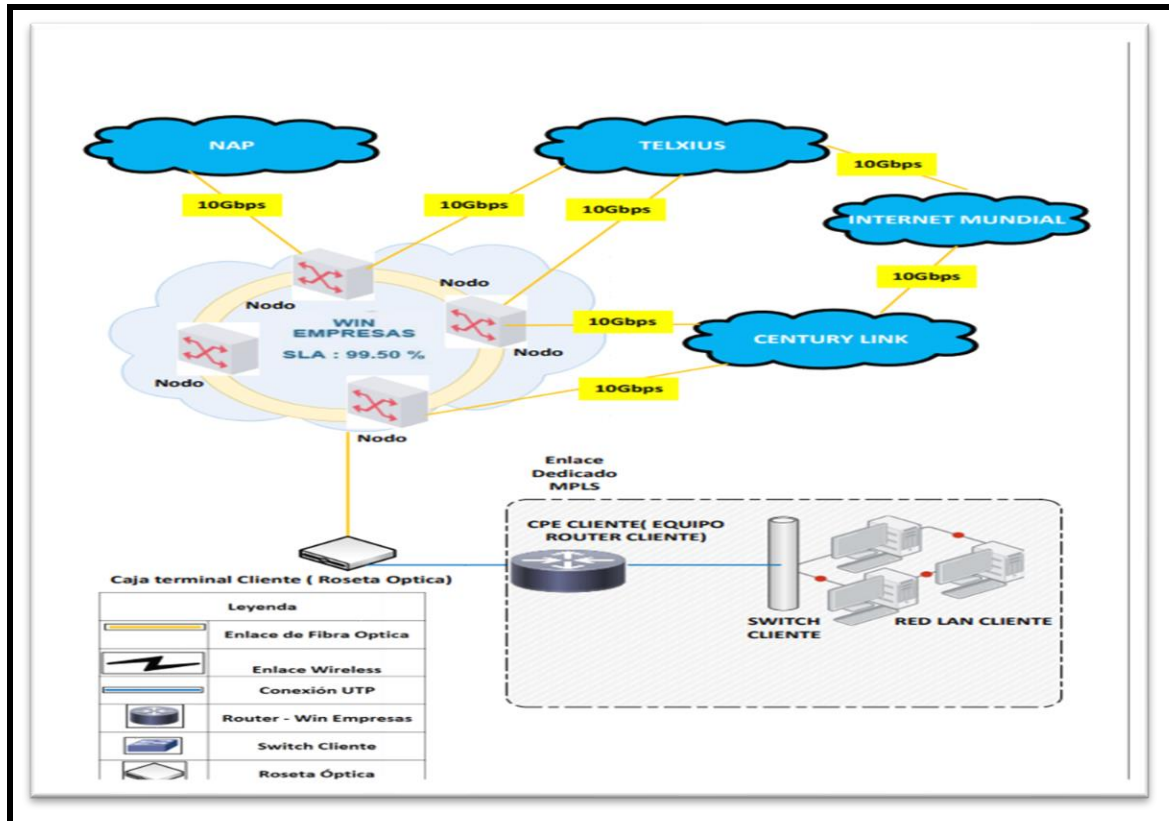 NAP
TELXIUS
10Gbps
10Gbps
10Gbps
10Gbps
INTERNET MUNDIAL
10Gbps
Nodo
Nodo
WIN
EMPRESAS
SLA : 99.50 %
10Gbps
CENTURY LINK
Nodo
Nodo
10Gbps
Nodo
Enlace
Dedicado
MPLS
CPE CLIENTE( EQUIPO
ROUTER CLIENTE)
Caja terminal Cliente ( Roseta Optica)
SWITCH
CLIENTE
RED LAN CLIENTE
Leyenda
Enlace de Fibra Optica
Enlace Wireless
Conexión UTP
Router - Win Empresas
Switch Cliente
Roseta Óptica